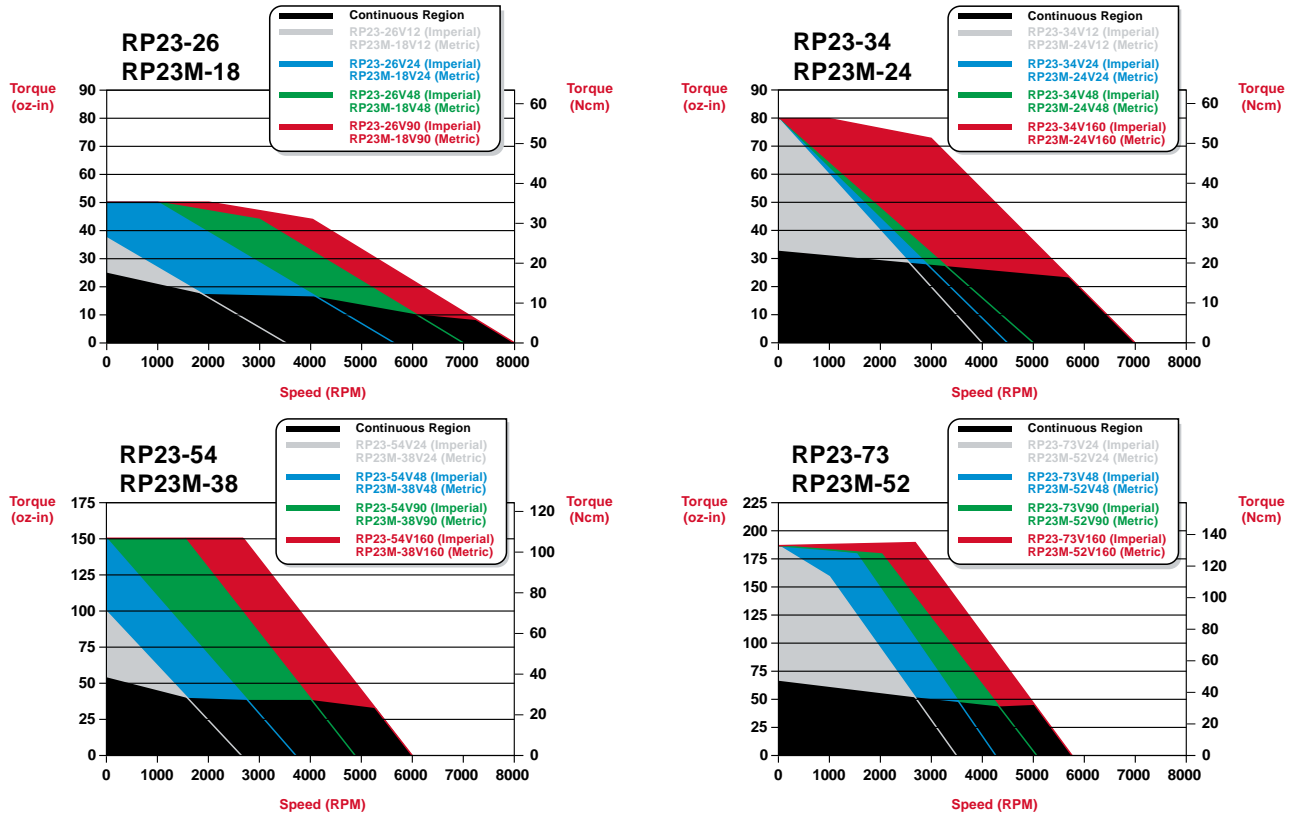 RP23-26
RP23M-18
Continuous Region
RP23-26V12 (Imperial)
RP23M-18V12 (Metric)
RP23-26V24 (Imperial)
RP23M-18V24 (Metric)
RP23-26V48 (Imperial)
RP23M-18V48 (Metric)
RP23-26V90 (Imperial)
RP23M-18V90 (Metric)
Torque
(oz-in)
Torque
(Ncm)
90
80
70
60
50
40
30
20
10
0
60
50
40
30
20
10
0
0 1000 2000 3000 4000 5000 6000 7000 8000
Speed (RPM)
RP23-34
RP23M-24
Continuous Region
RP23-34V12 (Imperial)
RP23M-24V12 (Metric)
RP23-34V24 (Imperial)
RP23M-24V24 (Metric)
RP23-34V48 (Imperial)
RP23M-24V48 (Metric)
RP23-34V160 (Imperial)
RP23M-24V160 (Metric)
Torque
(oz-in)
Torque
(Ncm)
90
80
70
60
50
40
30
20
10
0
60
50
40
30
20
10
0
0 1000 2000 3000 4000 5000 6000 7000 8000
Speed (RPM)
RP23-54
RP23M-38
Continuous Region
RP23-54V24 (Imperial)
RP23M-38V24 (Metric)
RP23-54V48 (Imperial)
RP23M-38V48 (Metric)
RP23-54V90 (Imperial)
RP23M-38V90 (Metric)
RP23-54V160 (Imperial)
RP23M-38V160 (Metric)
Torque
(oz-in)
Torque
(Ncm)
175
150
125
100
75
50
25
0
120
100
80
60
40
20
0
0 1000 2000 3000 4000 5000 6000 7000 8000
Speed (RPM)
RP23-73
RP23M-52
Continuous Region
RP23-73V24 (Imperial)
RP23M-52V24 (Metric)
RP23-73V48 (Imperial)
RP23M-52V48 (Metric)
RP23-73V90 (Imperial)
RP23M-52V90 (Metric)
RP23-73V160 (Imperial)
RP23M-52V160 (Metric)
Torque
(oz-in)
Torque
(Ncm)
225
200
175
150
125
100
75
50
25
0
140
120
100
80
60
40
20
0
0 1000 2000 3000 4000 5000 6000 7000 8000
Speed (RPM)